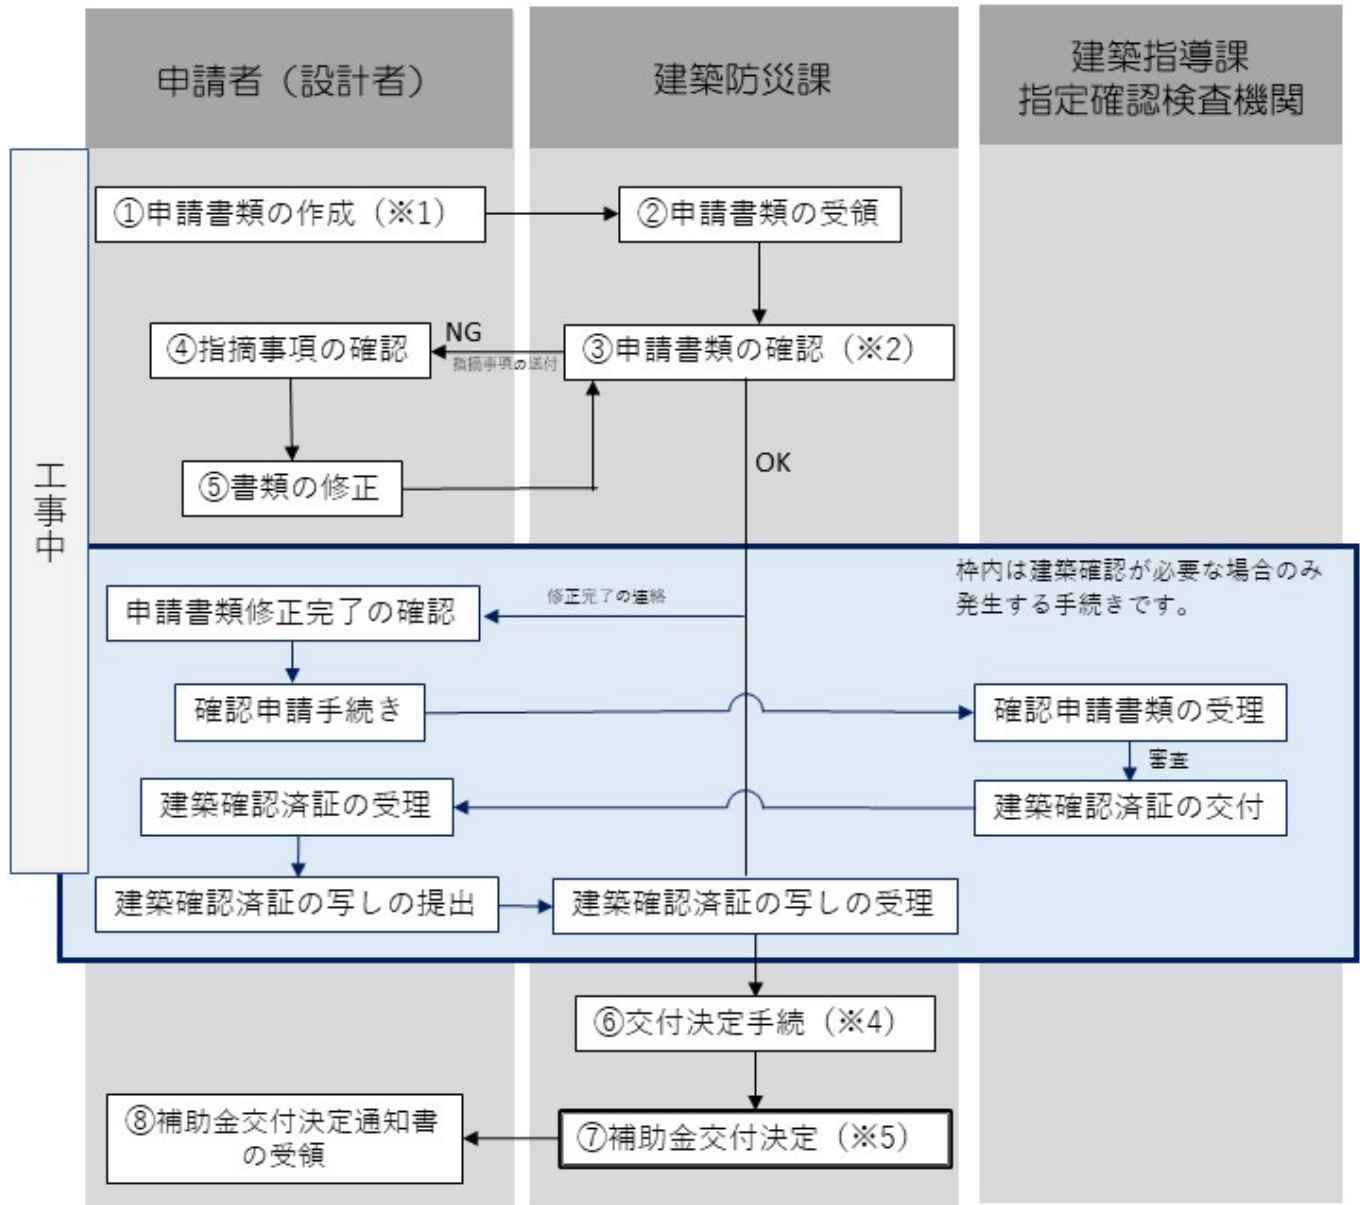 申請者（設計者）
建築防災課
建築指導課
指定確認検査機関
工事中
①申請書類の作成（※1）
②申請書類の受領
③申請書類の確認（※2）
NG
指摘事項の送付
④指摘事項の確認
⑤書類の修正
OK
枠内は建築確認が必要な場合のみ
発生する手続きです。
修正完了の連絡
申請書類修正完了の確認
確認申請手続き
確認申請書類の受理
審査
建築確認済証の交付
建築確認済証の受理
建築確認済証の写しの提出
建築確認済証の写しの受理
⑥交付決定手続（※4）
⑦補助金交付決定（※5）
⑧補助金交付決定通知書
の受領